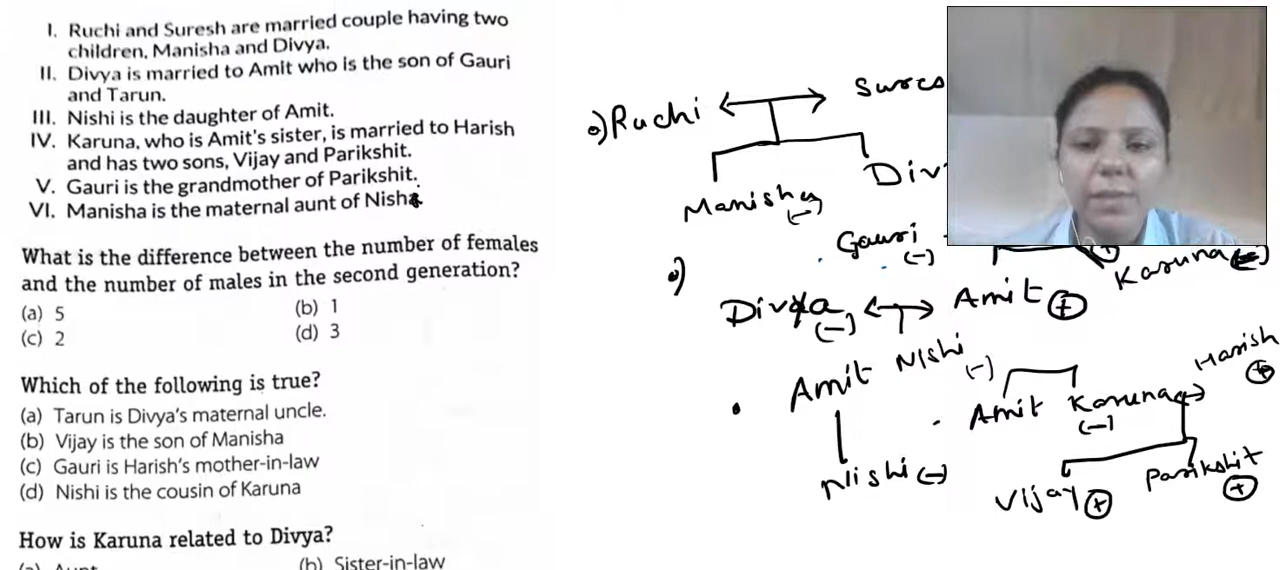 I. Ruchi and Suresh are married couple having two
children, Manisha and Divya.
II. Divya is married to Amit who is the son of Gauri
and Tarun.
III. Nishi is the daughter of Amit.
IV. Karuna, who is Amit's sister, is married to Harish
and has two sons, Vijay and Parikshit.
V. Gauri is the grandmother of Parikshit.
VI. Manisha is the maternal aunt of Nishi
What is the difference between the number of females
and the number of males in the second generation?
(a) 5 (b) 1
(c) 2 (d) 3
Which of the following is true?
(a) Tarun is Divya's maternal uncle.
(b) Vijay is the son of Manisha
(c) Gauri is Harish's mother-in-law
(d) Nishi is the cousin of Karuna
How is Karuna related to Divya?
(a) Aunt (b) Sister-in-law
Ruchi Sures
Manisha (-) Div
Gauri (-) Karuna (-)
Divya (-) Amit +
Amit Nishi (-) Harish +
Amit Karuna (-)
Nishi (-) Vijay + Parikshit +